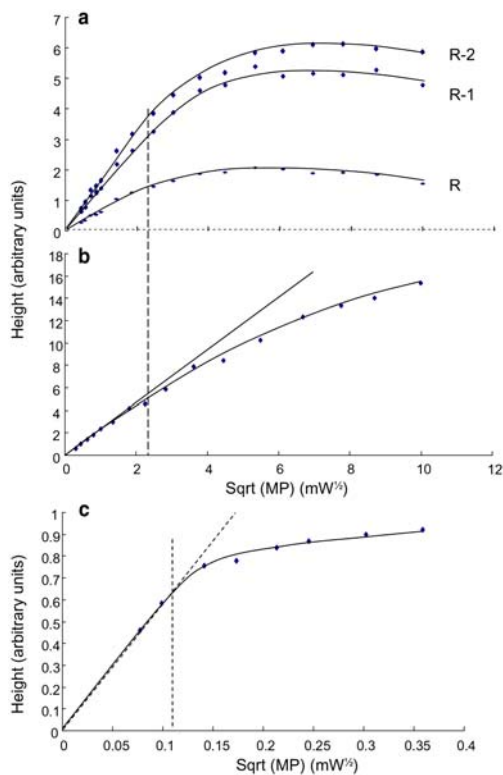 a
7
6
5
4
3
2
1
0
R-2
R-1
R
Height (arbitrary units)
b
18
16
14
12
10
8
6
4
2
0
0 2 4 6 8 10 12
Sqrt (MP) (mW½)
c
1
0.9
0.8
0.7
0.6
0.5
0.4
0.3
0.2
0.1
0
Height (arbitrary units)
0 0.05 0.1 0.15 0.2 0.25 0.3 0.35 0.4
Sqrt (MP) (mW½)